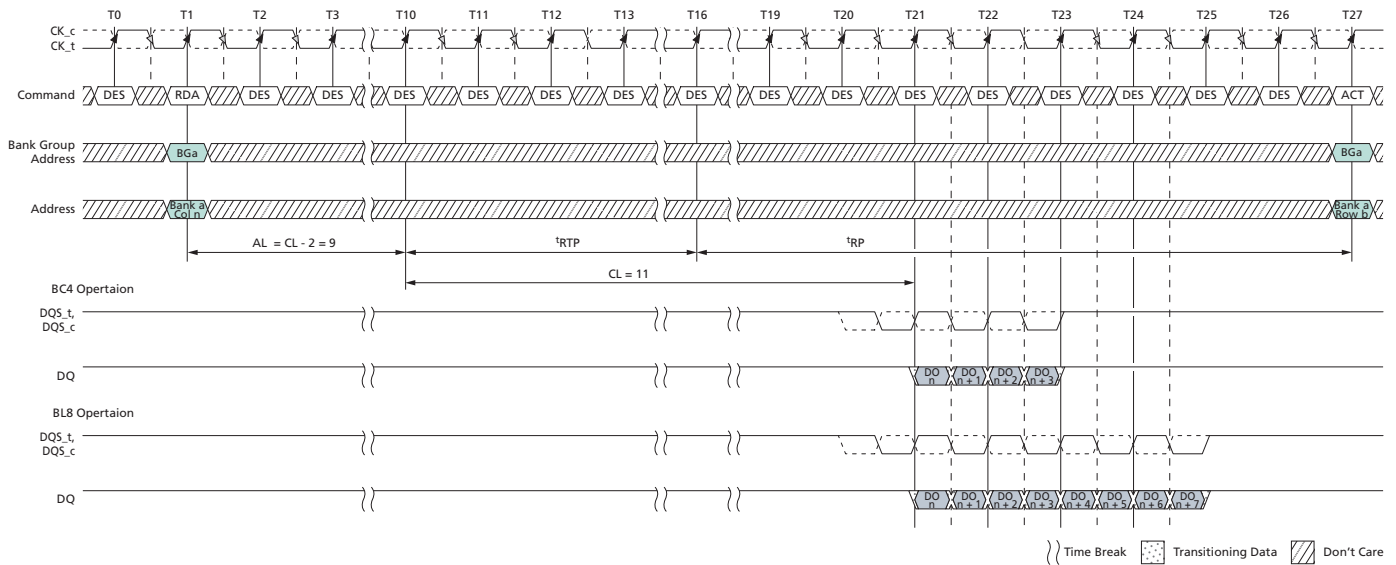 T0 T1 T2 T3 T10 T11 T12 T13 T16 T19 T20 T21 T22 T23 T24 T25 T26 T27
CK_c
CK_t
Command DES RDA DES DES DES DES DES DES DES DES DES DES DES DES DES DES DES ACT
Bank Group
Address
BGa BGa
Address
Bank a
Col n
Bank a
Row b
AL = CL - 2 = 9 tRTP tRP
CL = 11
BC4 Opertaion
DQS_t,
DQS_c
DQ
DO
n
DO
n + 1
DO
n + 2
DO
n + 3
BL8 Opertaion
DQS_t,
DQS_c
DQ
DO
n
DO
n + 1
DO
n + 2
DO
n + 3
DO
n + 4
DO
n + 5
DO
n + 6
DO
n + 7
Time Break Transitioning Data Don't Care